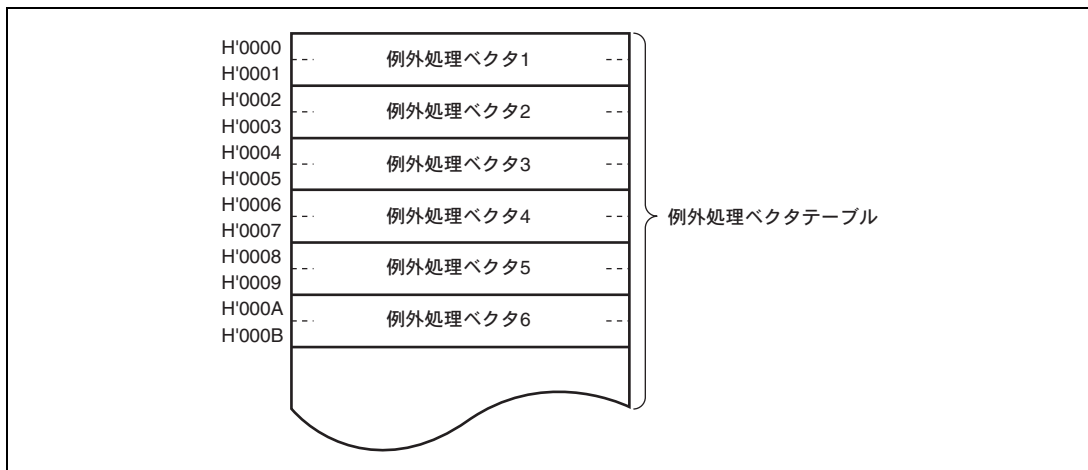 H'0000
例外処理ベクタ1
H'0001
H'0002
例外処理ベクタ2
H'0003
H'0004
例外処理ベクタ3
H'0005
H'0006
例外処理ベクタ4
H'0007
例外処理ベクタテーブル
H'0008
例外処理ベクタ5
H'0009
H'000A
例外処理ベクタ6
H'000B